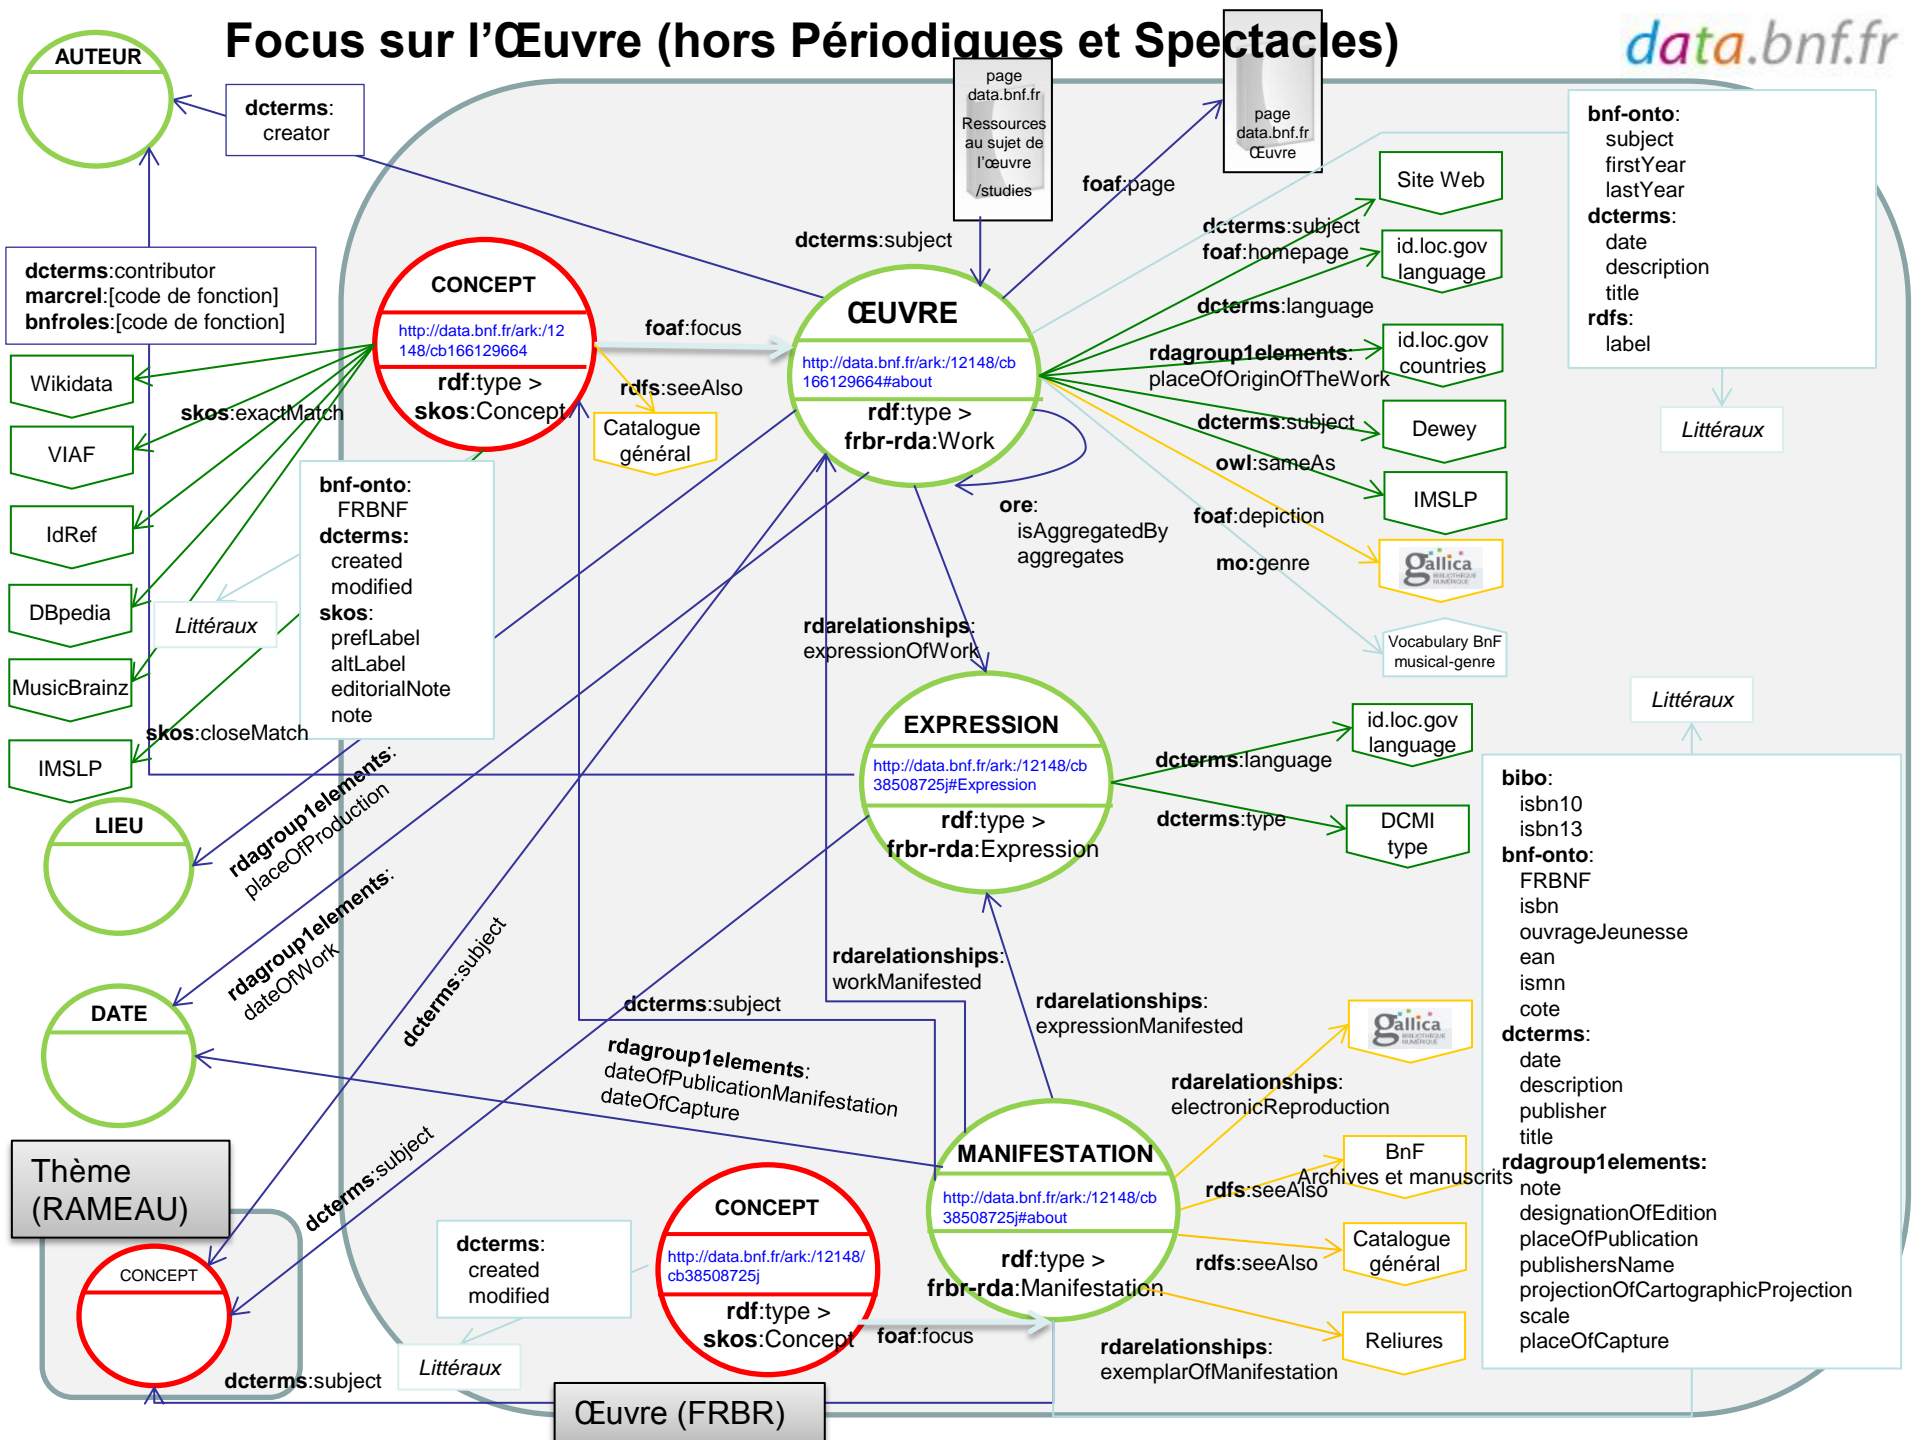 Focus sur l’Œuvre (hors Périodiques et Spectacles)
data.bnf.fr
AUTEUR
dcterms:
creator
page
data.bnf.fr
Ressources
au sujet de
l’œuvre
/studies
page
data.bnf.fr
Œuvre
foaf:page
dcterms:subject
bnf-onto:
subject
firstYear
lastYear
dcterms:
date
description
title
rdfs:
label
Littéraux
Site Web
dcterms:subject
foaf:homepage
id.loc.gov
language
dcterms:language
id.loc.gov
countries
rdagroup1elements:
placeOfOriginOfTheWork
dcterms:subject
Dewey
owl:sameAs
IMSLP
foaf:depiction
gallica
BIBLIOTHÈQUE
NUMÉRIQUE
mo:genre
Vocabulary BnF
musical-genre
dcterms:contributor
marcrel:[code de fonction]
bnfroles:[code de fonction]
CONCEPT
http://data.bnf.fr/ark:/12
148/cb166129664
rdf:type >
skos:Concept
foaf:focus
rdfs:seeAlso
Catalogue
général
ŒUVRE
http://data.bnf.fr/ark:/12148/cb
166129664#about
rdf:type >
frbr-rda:Work
ore:
isAggregatedBy
aggregates
Wikidata
skos:exactMatch
VIAF
IdRef
DBpedia
MusicBrainz
IMSLP
skos:closeMatch
Littéraux
bnf-onto:
FRBNF
dcterms:
created
modified
skos:
prefLabel
altLabel
editorialNote
note
rdarelationships:
expressionOfWork
EXPRESSION
http://data.bnf.fr/ark:/12148/cb
38508725j#Expression
rdf:type >
frbr-rda:Expression
id.loc.gov
language
dcterms:language
dcterms:type
DCMI
type
LIEU
rdagroup1elements:
placeOfProduction
DATE
rdagroup1elements:
dateOfWork
dcterms:subject
dcterms:subject
rdarelationships:
workManifested
rdarelationships:
expressionManifested
rdagroup1elements:
dateOfPublicationManifestation
dateOfCapture
dcterms:subject
MANIFESTATION
http://data.bnf.fr/ark:/12148/cb
38508725j#about
rdf:type >
frbr-rda:Manifestation
gallica
BIBLIOTHÈQUE
NUMÉRIQUE
rdarelationships:
electronicReproduction
BnF
Archives et manuscrits
rdfs:seeAlso
Catalogue
général
rdfs:seeAlso
Reliures
rdarelationships:
exemplarOfManifestation
Littéraux
bibo:
isbn10
isbn13
bnf-onto:
FRBNF
isbn
ouvrageJeunesse
ean
ismn
cote
dcterms:
date
description
publisher
title
rdagroup1elements:
note
designationOfEdition
placeOfPublication
publishersName
projectionOfCartographicProjection
scale
placeOfCapture
Thème
(RAMEAU)
CONCEPT
dcterms:subject
dcterms:
created
modified
Littéraux
CONCEPT
http://data.bnf.fr/ark:/12148/
cb38508725j
rdf:type >
skos:Concept
foaf:focus
Œuvre (FRBR)